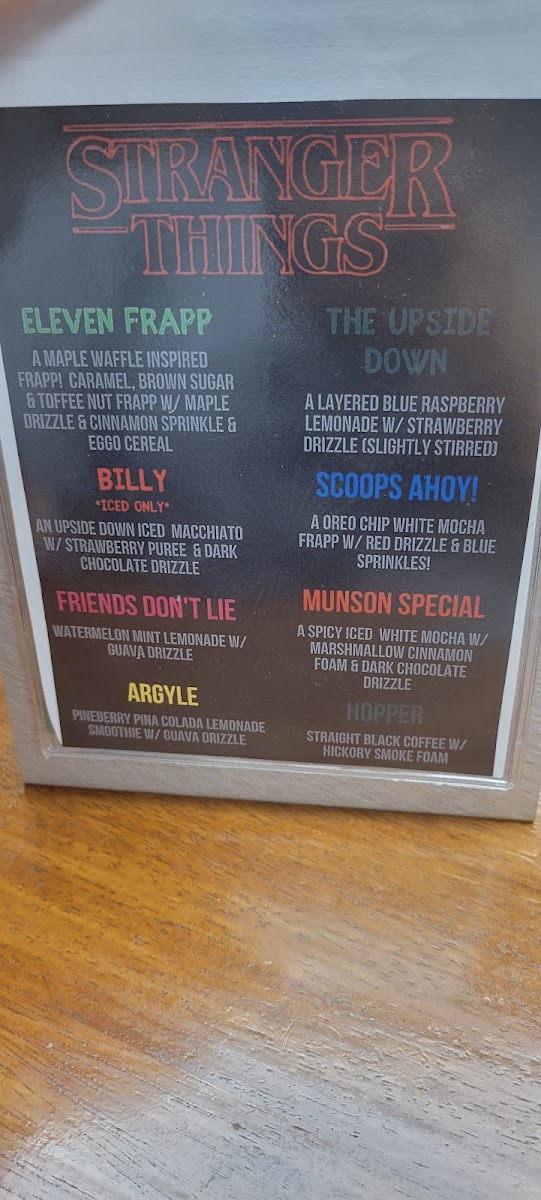 STRANGER
THINGS
ELEVEN FRAPP
A MAPLE WAFFLE INSPIRED
FRAPP! CARAMEL, BROWN SUGAR
& TOFFEE NUT FRAPP W/ MAPLE
DRIZZLE & CINNAMON SPRINKLE &
EGGO CEREAL
BILLY
*ICED ONLY*
AN UPSIDE DOWN ICED MACCHIATO
W/ STRAWBERRY PUREE & DARK
CHOCOLATE DRIZZLE
FRIENDS DON'T LIE
WATERMELON MINT LEMONADE W/
GUAVA DRIZZLE
ARGYLE
PINEBERRY PINA COLADA LEMONADE
SMOOTHIE W/ GUAVA DRIZZLE
THE UPSIDE
DOWN
A LAYERED BLUE RASPBERRY
LEMONADE W/ STRAWBERRY
DRIZZLE (SLIGHTLY STIRRED)
SCOOPS AHOY!
A OREO CHIP WHITE MOCHA
FRAPP W/ RED DRIZZLE & BLUE
SPRINKLES!
MUNSON SPECIAL
A SPICY ICED WHITE MOCHA W/
MARSHMALLOW CINNAMON
FOAM & DARK CHOCOLATE
DRIZZLE
HOPPER
STRAIGHT BLACK COFFEE W/
HICKORY SMOKE FOAM